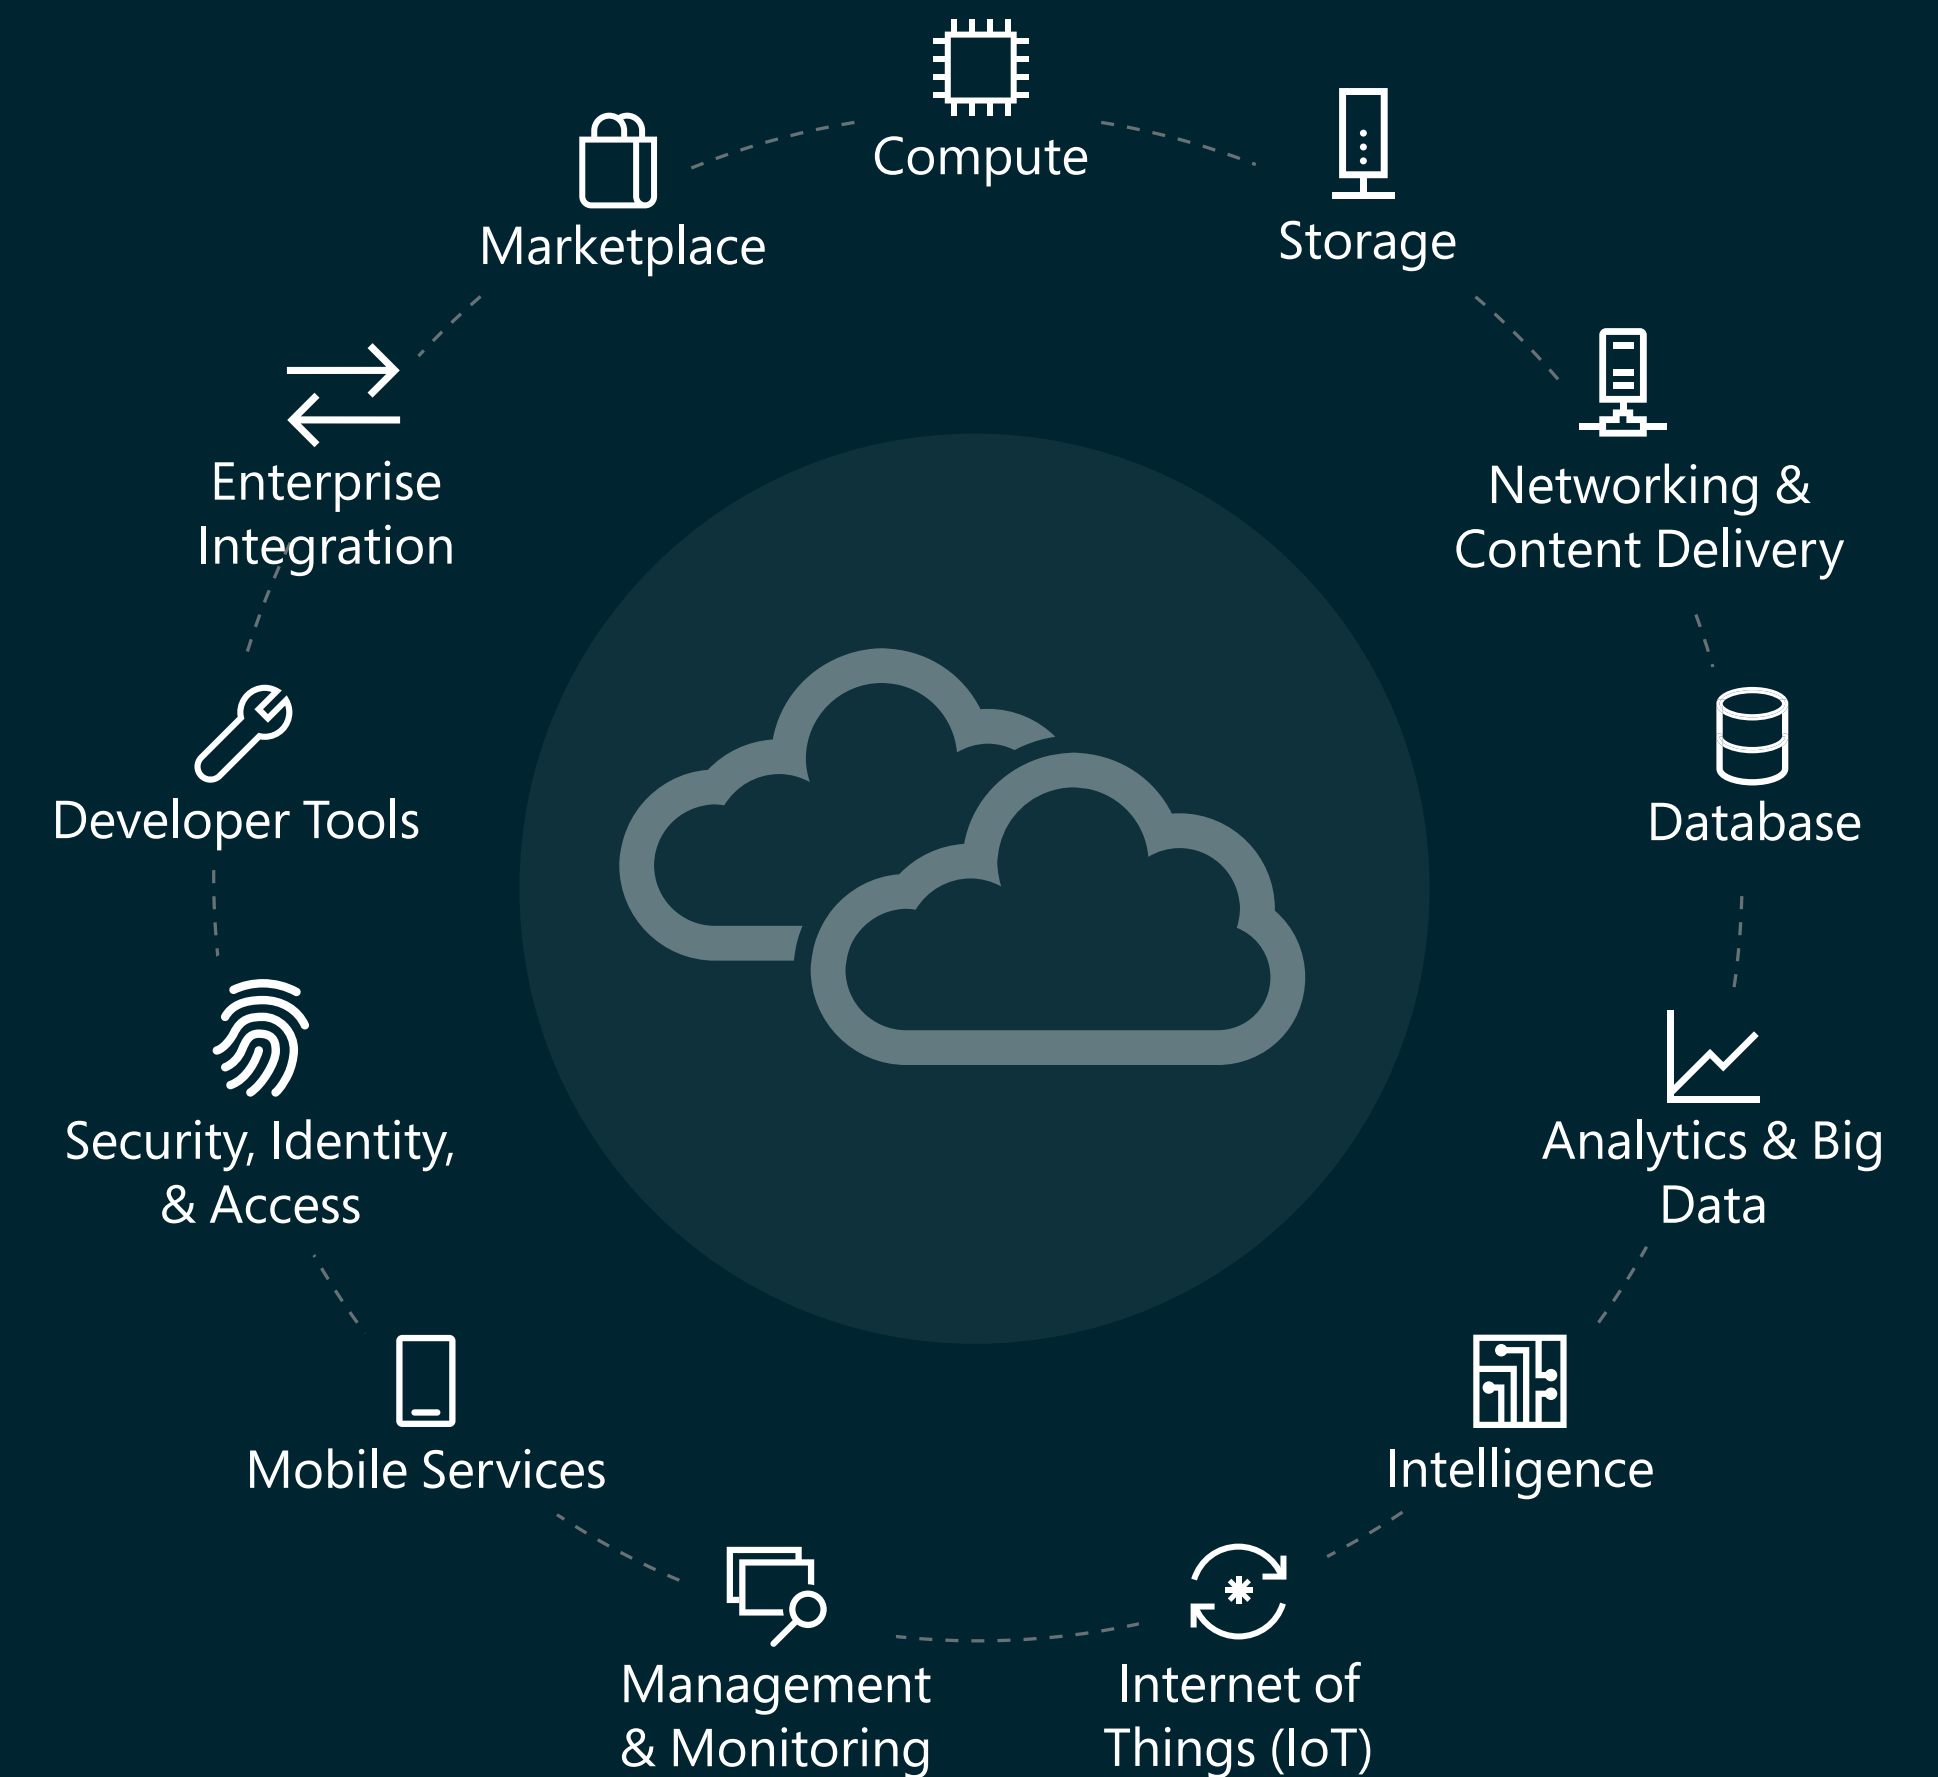 Compute
Storage
Networking &
Content Delivery
Database
Analytics & Big
Data
Intelligence
Internet of
Things (IoT)
Management
& Monitoring
Mobile Services
Security, Identity,
& Access
Developer Tools
Enterprise
Integration
Marketplace